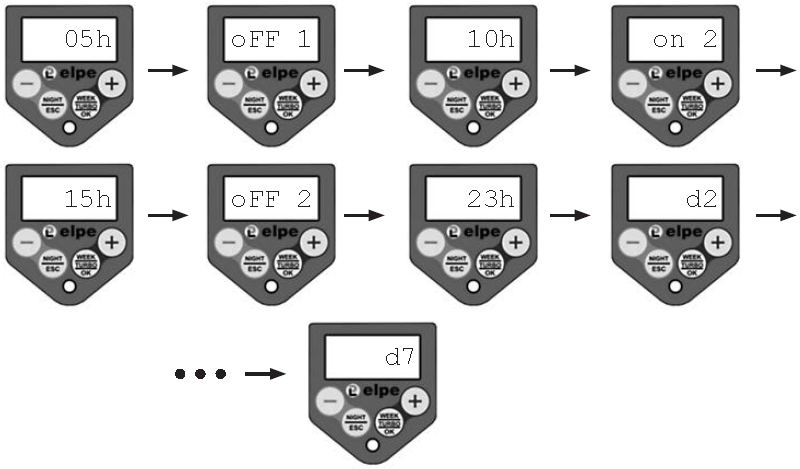 05h
elpe
− +
NIGHT
ESC
WEEK
TURBO
OK
oFF 1
elpe
− +
NIGHT
ESC
WEEK
TURBO
OK
10h
elpe
− +
NIGHT
ESC
WEEK
TURBO
OK
on 2
elpe
− +
NIGHT
ESC
WEEK
TURBO
OK
15h
elpe
− +
NIGHT
ESC
WEEK
TURBO
OK
oFF 2
elpe
− +
NIGHT
ESC
WEEK
TURBO
OK
23h
elpe
− +
NIGHT
ESC
WEEK
TURBO
OK
d2
elpe
− +
NIGHT
ESC
WEEK
TURBO
OK
d7
elpe
− +
NIGHT
ESC
WEEK
TURBO
OK